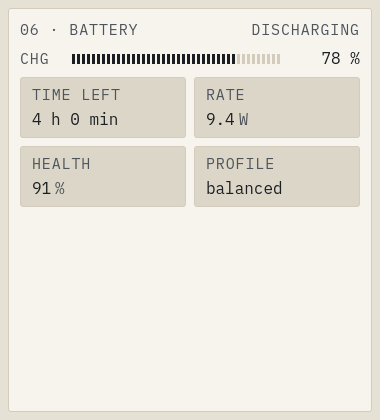 06 · BATTERY DISCHARGING
CHG 78 %
TIME LEFT RATE
4 h 0 min 9.4 W
HEALTH PROFILE
91 % balanced